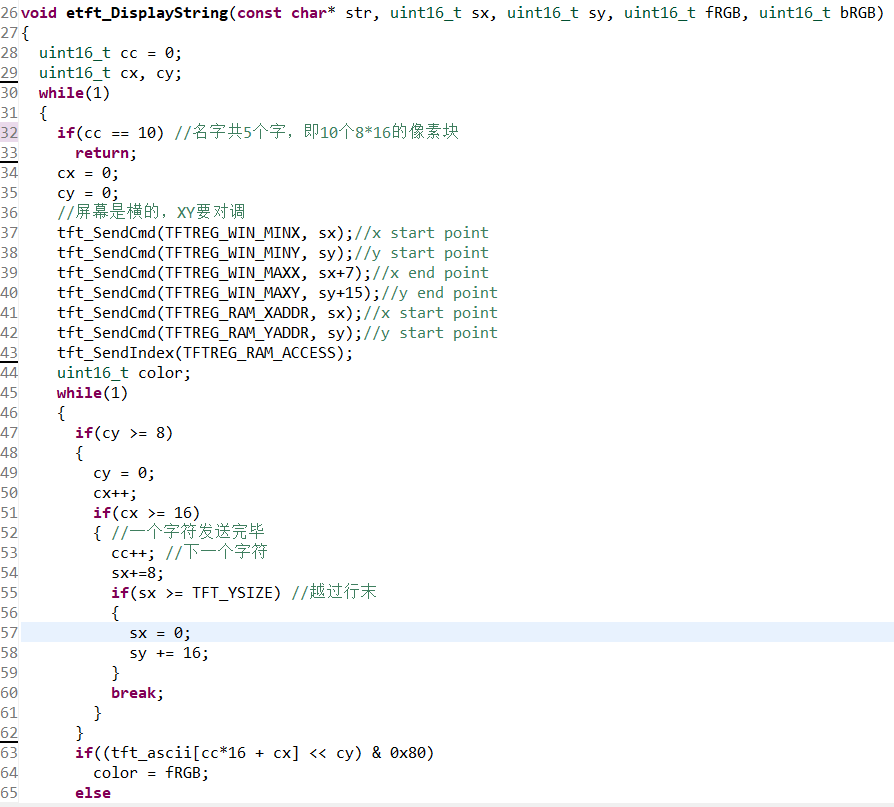 26 void etft_DisplayString(const char* str, uint16_t sx, uint16_t sy, uint16_t fRGB, uint16_t bRGB)
27 {
28   uint16_t cc = 0;
29   uint16_t cx, cy;
30   while(1)
31   {
32     if(cc == 10) //名字共5个字，即10个8*16的像素块
33       return;
34     cx = 0;
35     cy = 0;
36     //屏幕是横的，XY要对调
37     tft_SendCmd(TFTREG_WIN_MINX, sx);//x start point
38     tft_SendCmd(TFTREG_WIN_MINY, sy);//y start point
39     tft_SendCmd(TFTREG_WIN_MAXX, sx+7);//x end point
40     tft_SendCmd(TFTREG_WIN_MAXY, sy+15);//y end point
41     tft_SendCmd(TFTREG_RAM_XADDR, sx);//x start point
42     tft_SendCmd(TFTREG_RAM_YADDR, sy);//y start point
43     tft_SendIndex(TFTREG_RAM_ACCESS);
44     uint16_t color;
45     while(1)
46     {
47       if(cy >= 8)
48       {
49         cy = 0;
50         cx++;
51         if(cx >= 16)
52         { //一个字符发送完毕
53           cc++; //下一个字符
54           sx+=8;
55           if(sx >= TFT_YSIZE) //越过行末
56           {
57             sx = 0;
58             sy += 16;
59           }
60           break;
61         }
62       }
63       if((tft_ascii[cc*16 + cx] << cy) & 0x80)
64         color = fRGB;
65       else